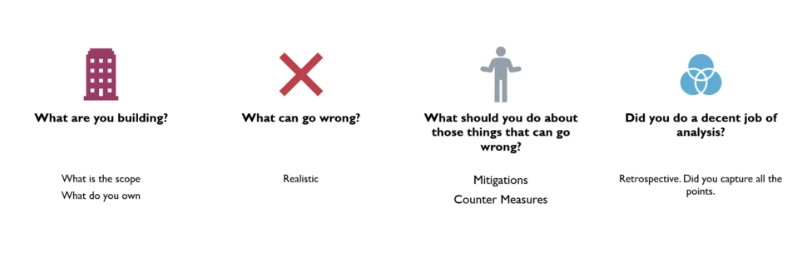 What are you building?
What is the scope
What do you own
What can go wrong?
Realistic
What should you do about
those things that can go
wrong?
Mitigations
Counter Measures
Did you do a decent job of
analysis?
Retrospective. Did you capture all the
points.